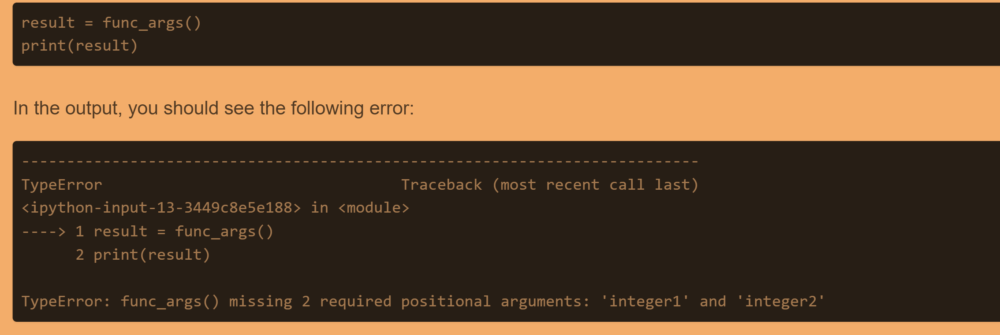 result = func_args()
print(result)
In the output, you should see the following error:
---------------------------------------------------------------------------
TypeError                                 Traceback (most recent call last)
<ipython-input-13-3449c8e5e188> in <module>
----> 1 result = func_args()
      2 print(result)
TypeError: func_args() missing 2 required positional arguments: 'integer1' and 'integer2'